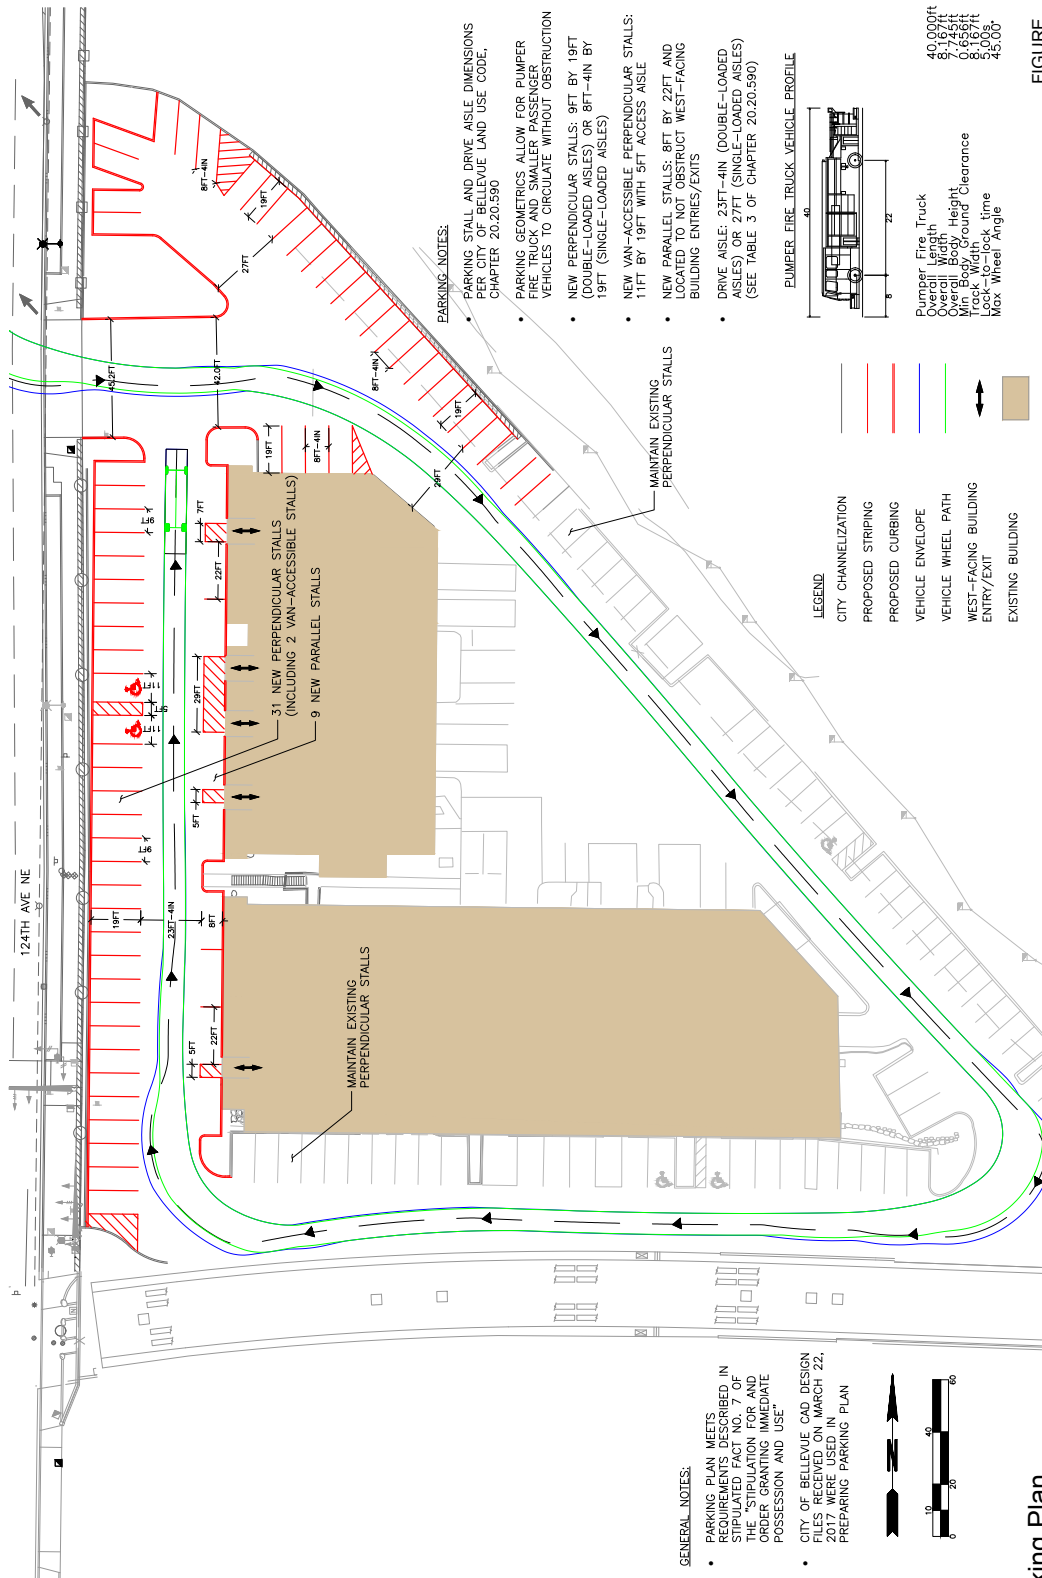 124TH AVE NE
PARKING NOTES:
• PARKING STALL AND DRIVE AISLE DIMENSIONS
PER CITY OF BELLEVUE LAND USE CODE,
CHAPTER 20.20.590
• PARKING GEOMETRICS ALLOW FOR PUMPER
FIRE TRUCK AND SMALLER PASSENGER
VEHICLES TO CIRCULATE WITHOUT OBSTRUCTION
• NEW PERPENDICULAR STALLS: 9FT BY 19FT
(DOUBLE-LOADED AISLES) OR 8FT-4IN BY
19FT (SINGLE-LOADED AISLES)
• NEW VAN-ACCESSIBLE PERPENDICULAR STALLS:
11FT BY 19FT WITH 5FT ACCESS AISLE
• NEW PARALLEL STALLS: 8FT BY 22FT AND
LOCATED TO NOT OBSTRUCT WEST-FACING
BUILDING ENTRIES/EXITS
• DRIVE AISLE: 23FT-4IN (DOUBLE-LOADED
AISLES) OR 27FT (SINGLE-LOADED AISLES)
(SEE TABLE 3 OF CHAPTER 20.20.590)
PUMPER FIRE TRUCK VEHICLE PROFILE
40
8
22
Pumper Fire Truck
Overall Length 40.000ft
Overall Width 8.167ft
Overall Body Height 7.745ft
Min Body Ground Clearance 0.656ft
Track Width 8.167ft
Lock-to-lock time 5.00s
Max Wheel Angle 45.00°
FIGURE
LEGEND
CITY CHANNELIZATION
PROPOSED STRIPING
PROPOSED CURBING
VEHICLE ENVELOPE
VEHICLE WHEEL PATH
WEST-FACING BUILDING
ENTRY/EXIT
EXISTING BUILDING
MAINTAIN EXISTING
PERPENDICULAR STALLS
31 NEW PERPENDICULAR STALLS
(INCLUDING 2 VAN-ACCESSIBLE STALLS)
9 NEW PARALLEL STALLS
MAINTAIN EXISTING
PERPENDICULAR STALLS
8FT-4IN
19FT
27FT
45.2FT
42.0FT
8FT-4IN
19FT
29FT
19FT
8FT-4IN
9FT
7FT
22FT
11FT
5FT
11FT
29FT
5FT
9FT
19FT
23FT-4IN
8FT
22FT
5FT
GENERAL NOTES:
• PARKING PLAN MEETS
REQUIREMENTS DESCRIBED IN
STIPULATED FACT NO. 7 OF
THE "STIPULATION FOR AND
ORDER GRANTING IMMEDIATE
POSSESSION AND USE"
• CITY OF BELLEVUE CAD DESIGN
FILES RECEIVED ON MARCH 22,
2017 WERE USED IN
PREPARING PARKING PLAN
N
0 10 20 40 60
king Plan